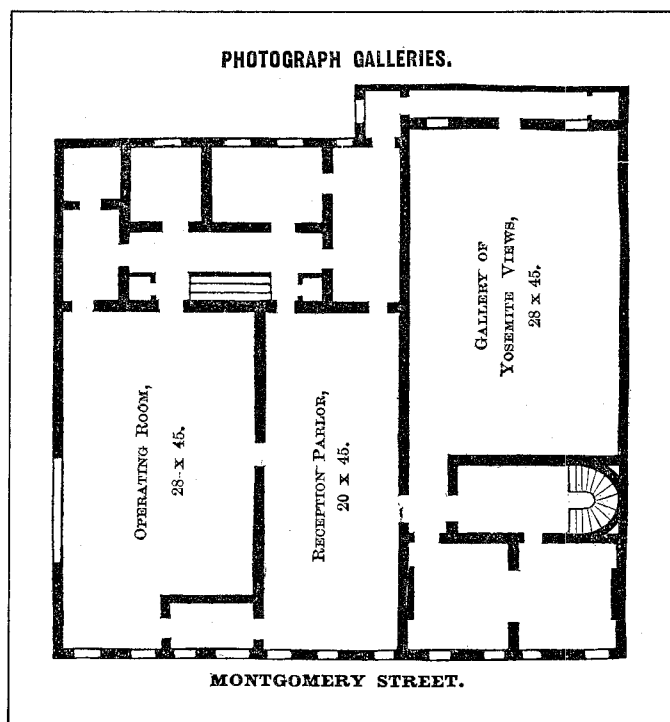 PHOTOGRAPH GALLERIES.
OPERATING ROOM,
28 x 45.
RECEPTION PARLOR,
20 x 45.
GALLERY OF
YOSEMITE VIEWS,
28 x 45.
MONTGOMERY STREET.